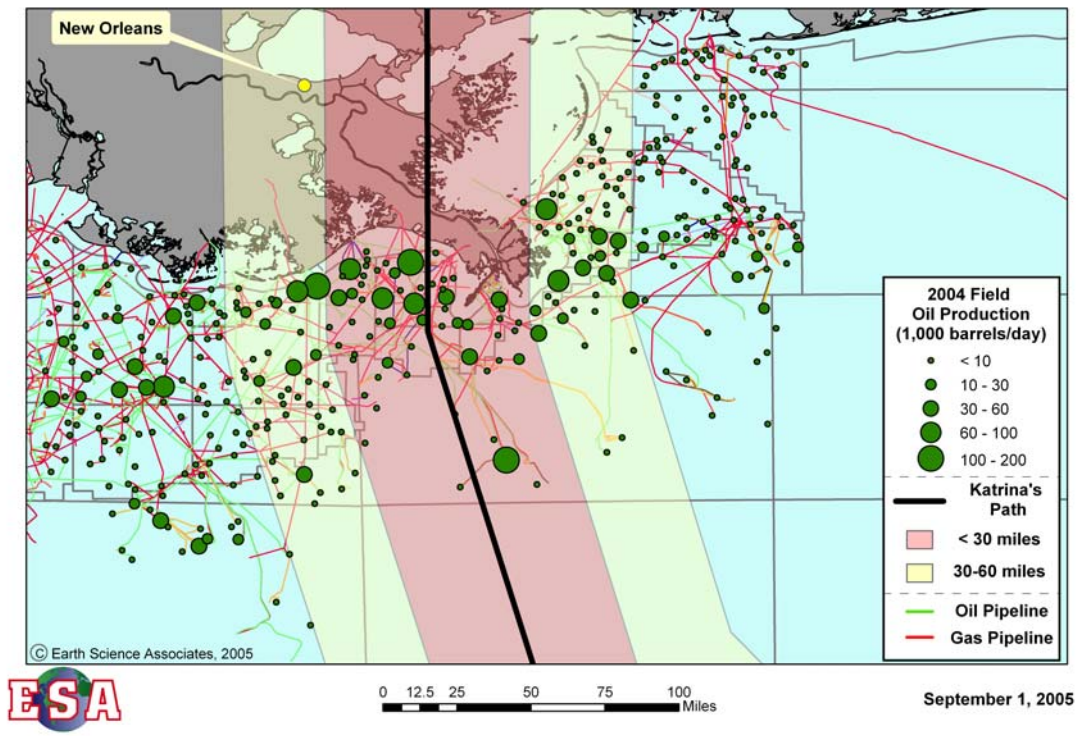 New Orleans
2004 Field
Oil Production
(1,000 barrels/day)
< 10
10 - 30
30 - 60
60 - 100
100 - 200
Katrina's
Path
< 30 miles
30-60 miles
Oil Pipeline
Gas Pipeline
© Earth Science Associates, 2005
ESA
0 12.5 25 50 75 100
Miles
September 1, 2005